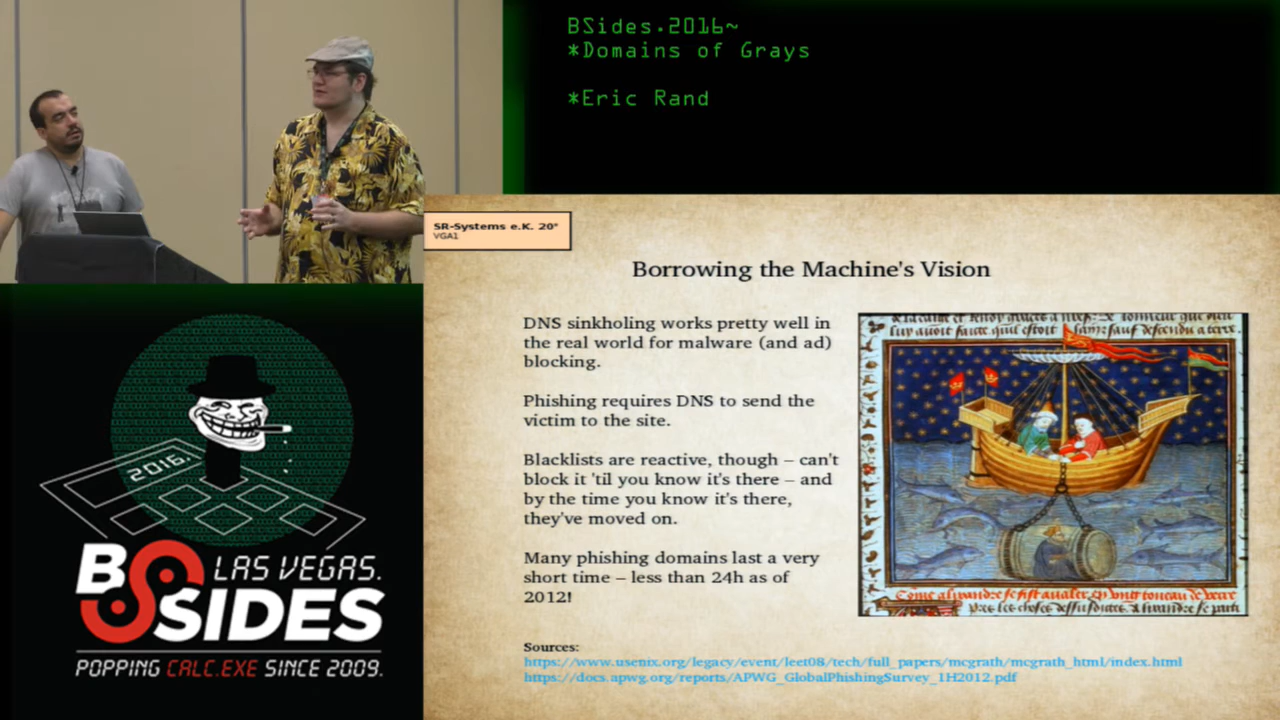 BSides.2016~
*Domains of Grays
*Eric Rand
SR-Systems e.K. 20"
VGA1
Borrowing the Machine's Vision
DNS sinkholing works pretty well in
the real world for malware (and ad)
blocking.
Phishing requires DNS to send the
victim to the site.
Blacklists are reactive, though – can't
block it 'til you know it's there – and
by the time you know it's there,
they've moved on.
Many phishing domains last a very
short time – less than 24h as of
2012!
Sources:
https://www.usenix.org/legacy/event/leet08/tech/full_papers/mcgrath/mcgrath_html/index.html
https://docs.apwg.org/reports/APWG_GlobalPhishingSurvey_1H2012.pdf
2016.
BSIDES
LAS VEGAS.
POPPING CALC.EXE SINCE 2009.